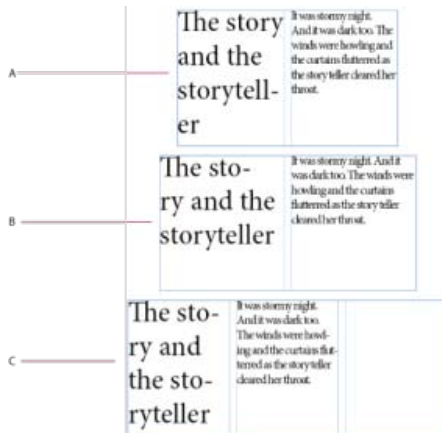 A
The story
and the
storytell-
er
It was stormy night.
And it was dark too. The
winds were howling and
the curtains fluttered as
the story teller cleared her
throat.
B
The sto-
ry and the
storyteller
It was stormy night. And it
was dark too. The winds were
howling and the curtains
fluttered as the story teller
cleared her throat.
C
The sto-
ry and
the sto-
ryteller
It was stormy night.
And it was dark too.
The winds were howl-
ing and the curtains flut-
terred as the story teller
cleared her throat.